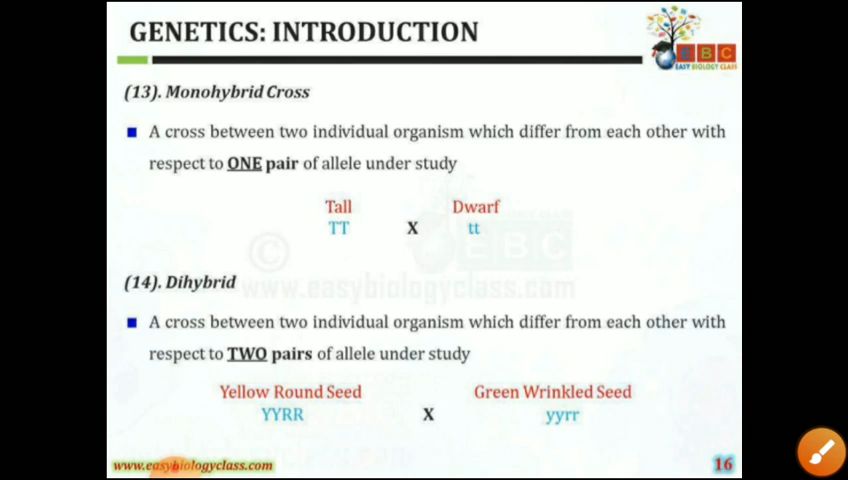 GENETICS: INTRODUCTION
E B C
EASY BIOLOGY CLASS
(13). Monohybrid Cross
A cross between two individual organism which differ from each other with
respect to ONE pair of allele under study
Tall Dwarf
TT X tt
© EBC
www.easybiologyclass.com
(14). Dihybrid
A cross between two individual organism which differ from each other with
respect to TWO pairs of allele under study
Yellow Round Seed Green Wrinkled Seed
YYRR X yyrr
www.easybiologyclass.com 16